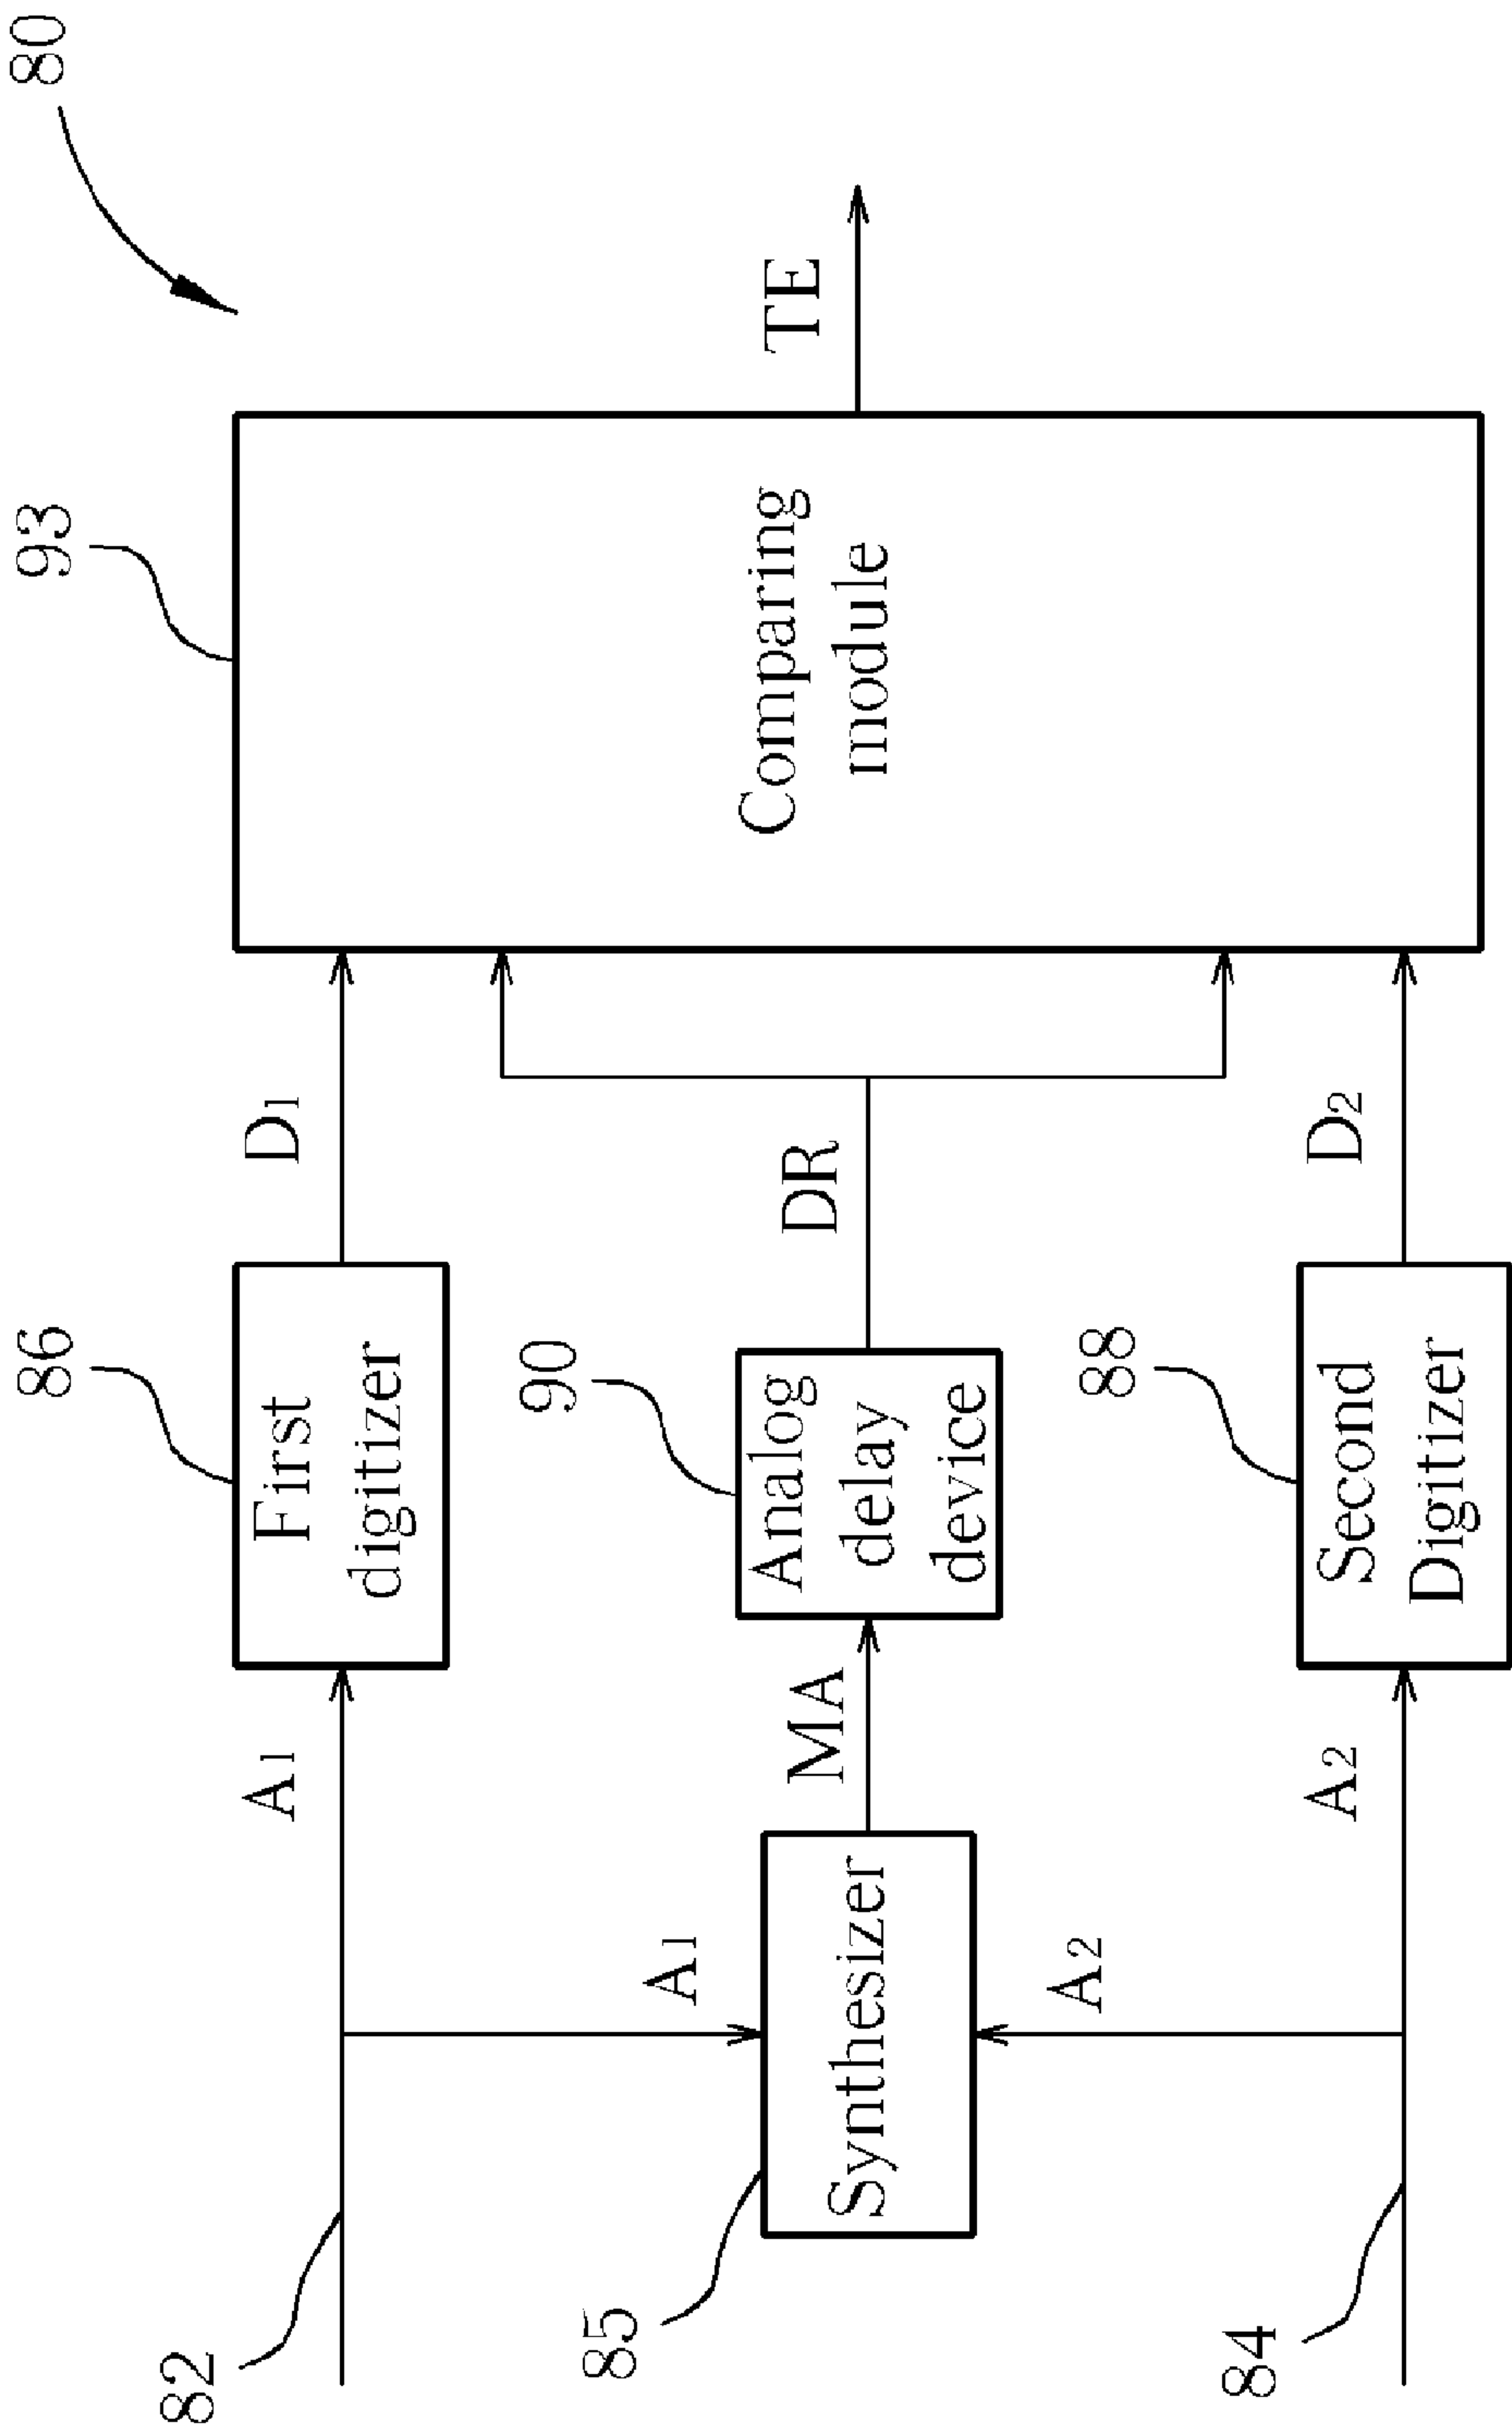 80
93
86
90
88
82
85
84
A1
A1
A2
A2
First
digitizer
D1
Synthesizer
MA
Analog
delay
device
DR
Second
Digitizer
D2
Comparing
module
TE